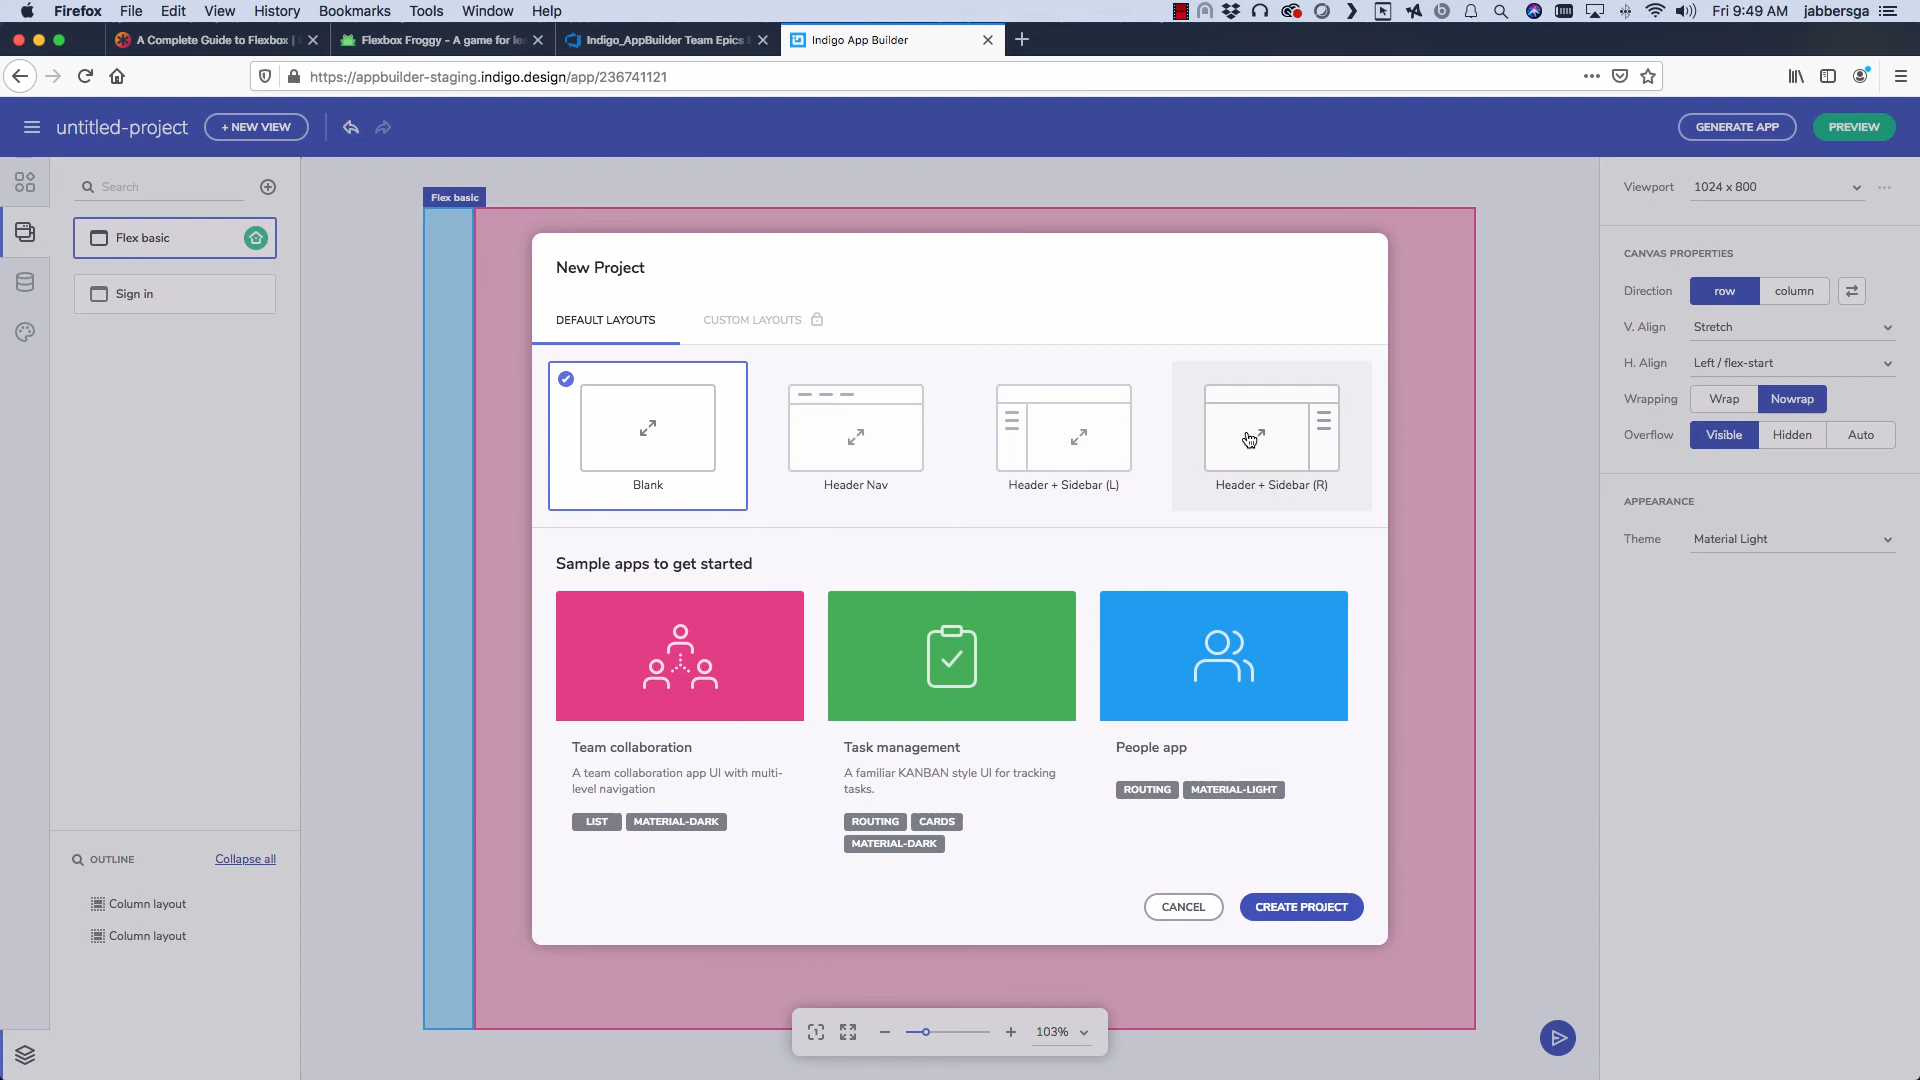 Firefox File Edit View History Bookmarks Tools Window Help Fri 9:49 AM jabbersga
A Complete Guide to Flexbox | Flexbox Froggy - A game for le Indigo_AppBuilder Team Epics Indigo App Builder
https://appbuilder-staging.indigo.design/app/236741121
untitled-project + NEW VIEW GENERATE APP PREVIEW
Search
Flex basic
Sign in
OUTLINE Collapse all
Column layout
Column layout
Flex basic
New Project
DEFAULT LAYOUTS CUSTOM LAYOUTS
Blank Header Nav Header + Sidebar (L) Header + Sidebar (R)
Sample apps to get started
Team collaboration
A team collaboration app UI with multi-
level navigation
LIST MATERIAL-DARK
Task management
A familiar KANBAN style UI for tracking
tasks.
ROUTING CARDS
MATERIAL-DARK
People app
ROUTING MATERIAL-LIGHT
CANCEL CREATE PROJECT
103%
Viewport 1024 x 800
CANVAS PROPERTIES
Direction row column
V. Align Stretch
H. Align Left / flex-start
Wrapping Wrap Nowrap
Overflow Visible Hidden Auto
APPEARANCE
Theme Material Light